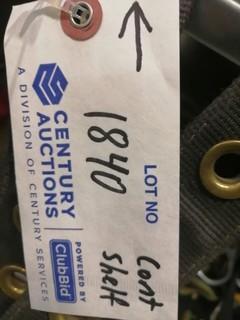 CENTURY
AUCTIONS
A DIVISION OF CENTURY SERVICES
POWERED BY
ClubBid
LOT NO
1840
Cont
Shelf